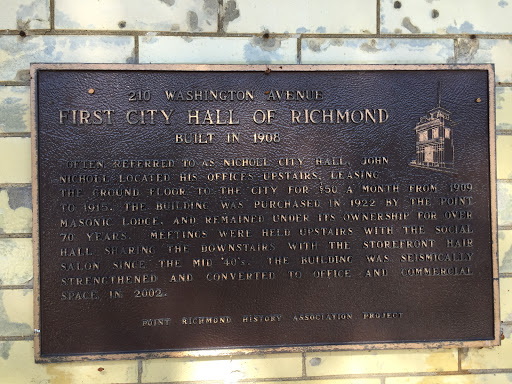 210 WASHINGTON AVENUE
FIRST CITY HALL OF RICHMOND
BUILT IN 1908
OFTEN REFERRED TO AS NICHOLL CITY HALL, JOHN
NICHOLL LOCATED HIS OFFICES UPSTAIRS, LEASING
THE GROUND FLOOR TO THE CITY FOR $50 A MONTH FROM 1909
TO 1915. THE BUILDING WAS PURCHASED IN 1922 BY THE POINT
MASONIC LODGE, AND REMAINED UNDER ITS OWNERSHIP FOR OVER
70 YEARS. MEETINGS WERE HELD UPSTAIRS WITH THE SOCIAL
HALL SHARING THE DOWNSTAIRS WITH THE STOREFRONT HAIR
SALON SINCE THE MID '40'S. THE BUILDING WAS SEISMICALLY
STRENGTHENED AND CONVERTED TO OFFICE AND COMMERCIAL
SPACE IN 2002.
POINT RICHMOND HISTORY ASSOCIATION PROJECT